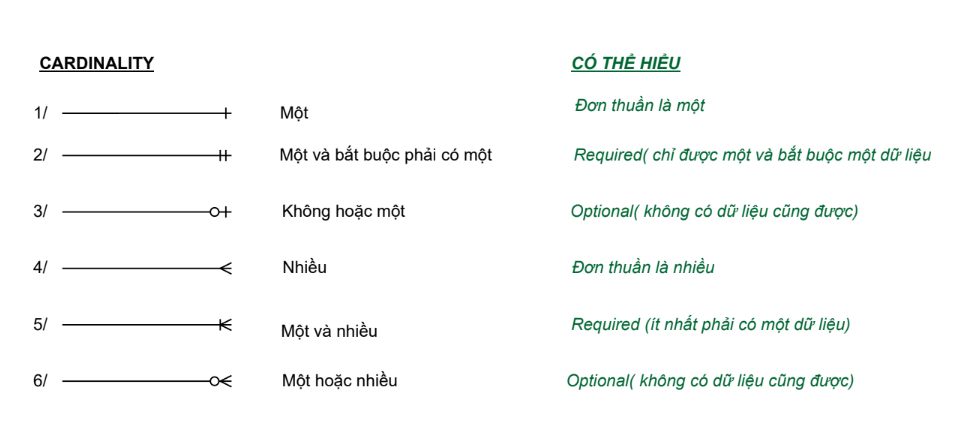 CARDINALITY CÓ THỂ HIỂU
1/ Một Đơn thuần là một
2/ Một và bắt buộc phải có một Required( chỉ được một và bắt buộc một dữ liệu
3/ Không hoặc một Optional( không có dữ liệu cũng được)
4/ Nhiều Đơn thuần là nhiều
5/ Một và nhiều Required (ít nhất phải có một dữ liệu)
6/ Một hoặc nhiều Optional( không có dữ liệu cũng được)